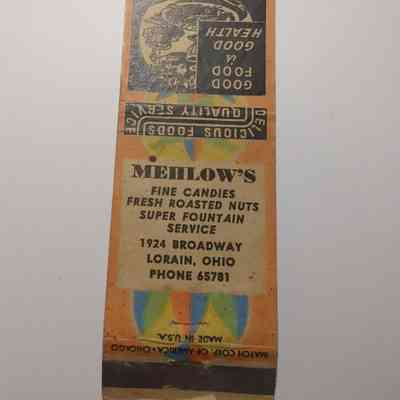 GOOD
FOOD
is
GOOD
HEALTH
DELICIOUS FOODS
QUALITY SERVICE
MEHLOW'S
FINE CANDIES
FRESH ROASTED NUTS
SUPER FOUNTAIN
SERVICE
1924 BROADWAY
LORAIN, OHIO
PHONE 65781
MADE IN U.S.A.
MATCH CORP. OF AMERICA • CHICAGO